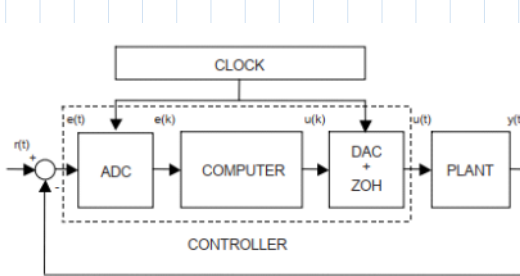 CLOCK
e(t)
e(k)
u(k)
u(t)
y(t
r(t)
+
-
ADC
COMPUTER
DAC
+
ZOH
PLANT
CONTROLLER